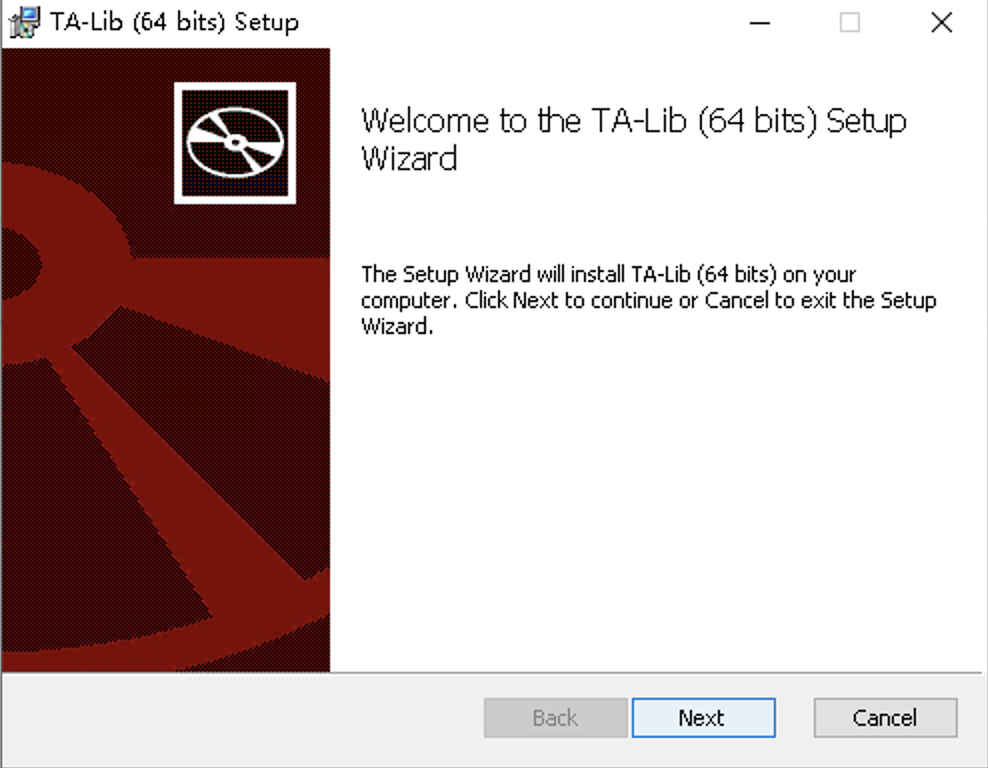 TA-Lib (64 bits) Setup
Welcome to the TA-Lib (64 bits) Setup
Wizard
The Setup Wizard will install TA-Lib (64 bits) on your
computer. Click Next to continue or Cancel to exit the Setup
Wizard.
Back
Next
Cancel